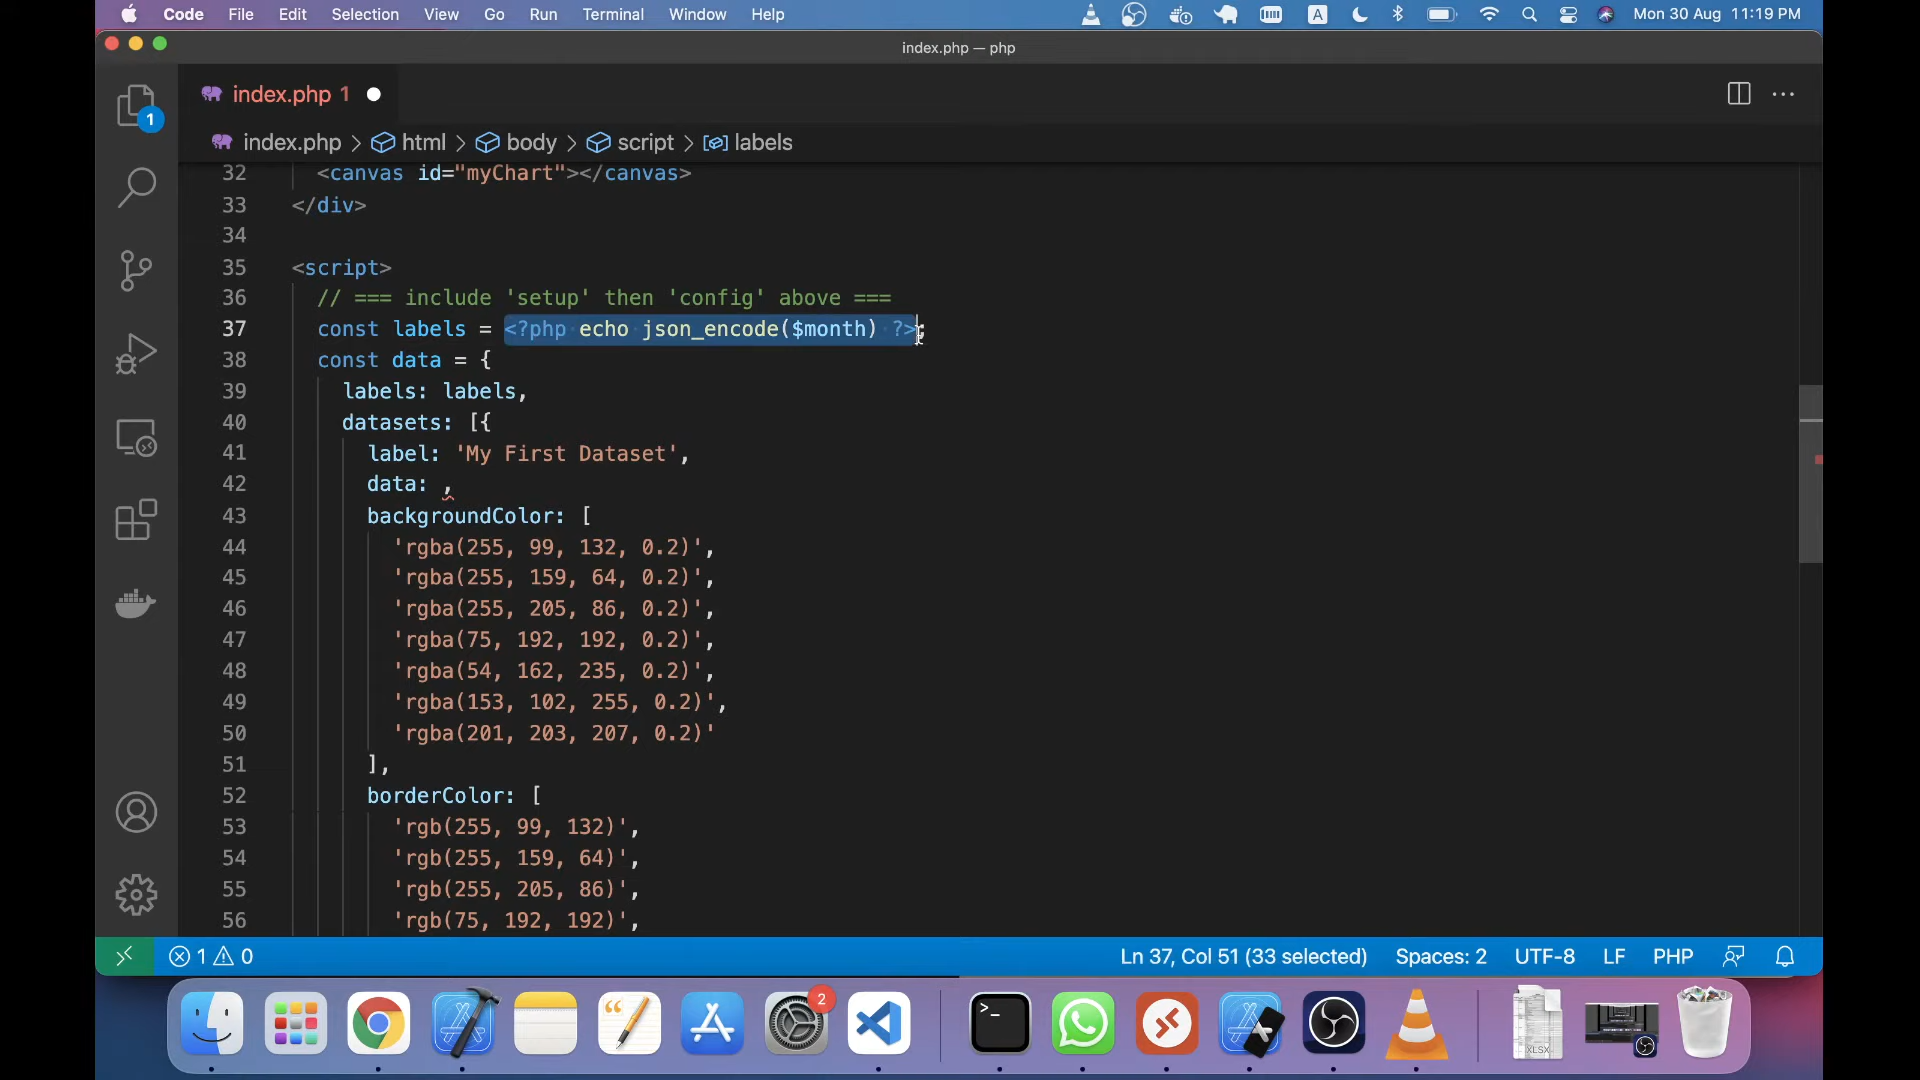 Code File Edit Selection View Go Run Terminal Window Help A Mon 30 Aug 11:19 PM
index.php — php
index.php 1
index.php > html > body > script > labels
1
32 <canvas id="myChart"></canvas>
33 </div>
34
35 <script>
36 // === include 'setup' then 'config' above ===
37 const labels = <?php echo json_encode($month) ?>;
38 const data = {
39 labels: labels,
40 datasets: [{
41 label: 'My First Dataset',
42 data: ,
43 backgroundColor: [
44 'rgba(255, 99, 132, 0.2)',
45 'rgba(255, 159, 64, 0.2)',
46 'rgba(255, 205, 86, 0.2)',
47 'rgba(75, 192, 192, 0.2)',
48 'rgba(54, 162, 235, 0.2)',
49 'rgba(153, 102, 255, 0.2)',
50 'rgba(201, 203, 207, 0.2)'
51 ],
52 borderColor: [
53 'rgb(255, 99, 132)',
54 'rgb(255, 159, 64)',
55 'rgb(255, 205, 86)',
56 'rgb(75, 192, 192)',
1 0 Ln 37, Col 51 (33 selected) Spaces: 2 UTF-8 LF PHP
2
XLSX